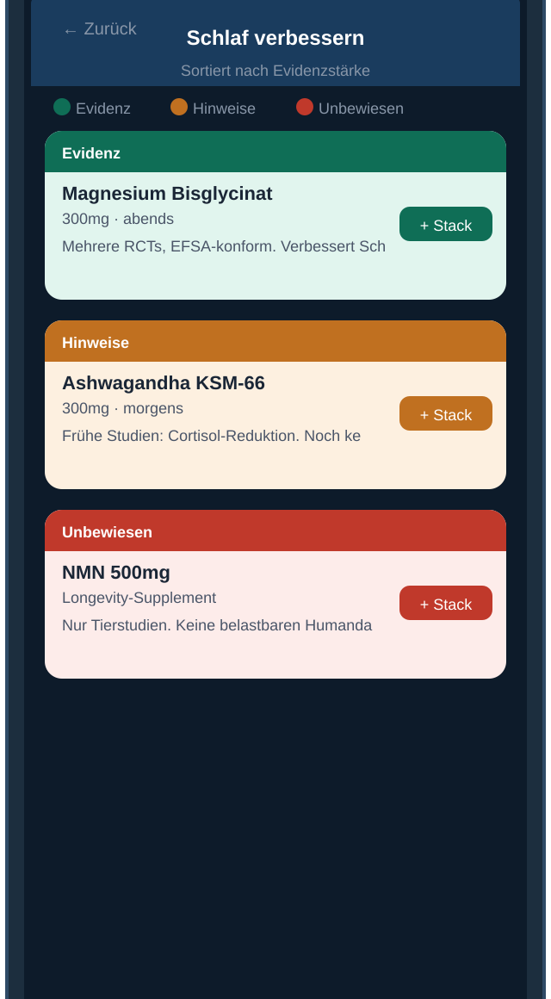 ← Zurück
Schlaf verbessern
Sortiert nach Evidenzstärke
Evidenz Hinweise Unbewiesen
Evidenz
Magnesium Bisglycinat
300mg · abends
+ Stack
Mehrere RCTs, EFSA-konform. Verbessert Sch
Hinweise
Ashwagandha KSM-66
300mg · morgens
+ Stack
Frühe Studien: Cortisol-Reduktion. Noch ke
Unbewiesen
NMN 500mg
Longevity-Supplement
+ Stack
Nur Tierstudien. Keine belastbaren Humanda